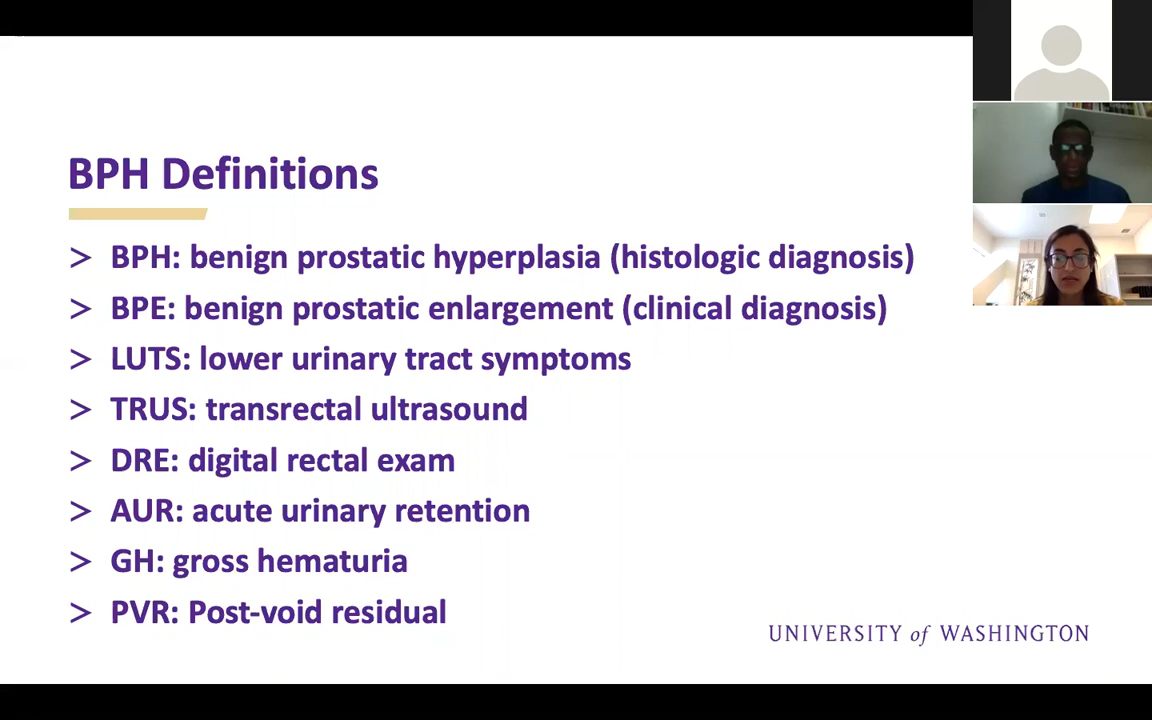 BPH Definitions
> BPH: benign prostatic hyperplasia (histologic diagnosis)
> BPE: benign prostatic enlargement (clinical diagnosis)
> LUTS: lower urinary tract symptoms
> TRUS: transrectal ultrasound
> DRE: digital rectal exam
> AUR: acute urinary retention
> GH: gross hematuria
> PVR: Post-void residual
UNIVERSITY of WASHINGTON